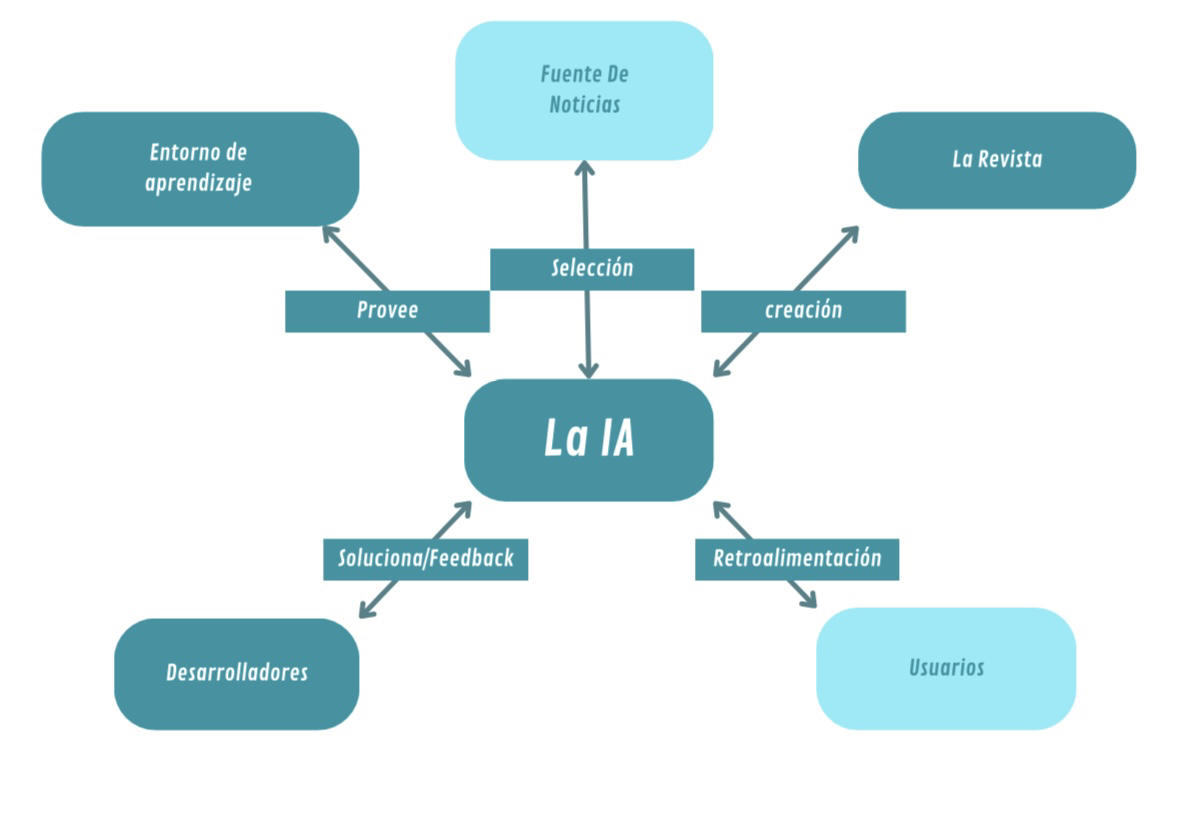 Fuente De
Noticias
Entorno de
aprendizaje
La Revista
Selección
Provee
creación
La IA
Soluciona/Feedback
Retroalimentación
Desarrolladores
Usuarios